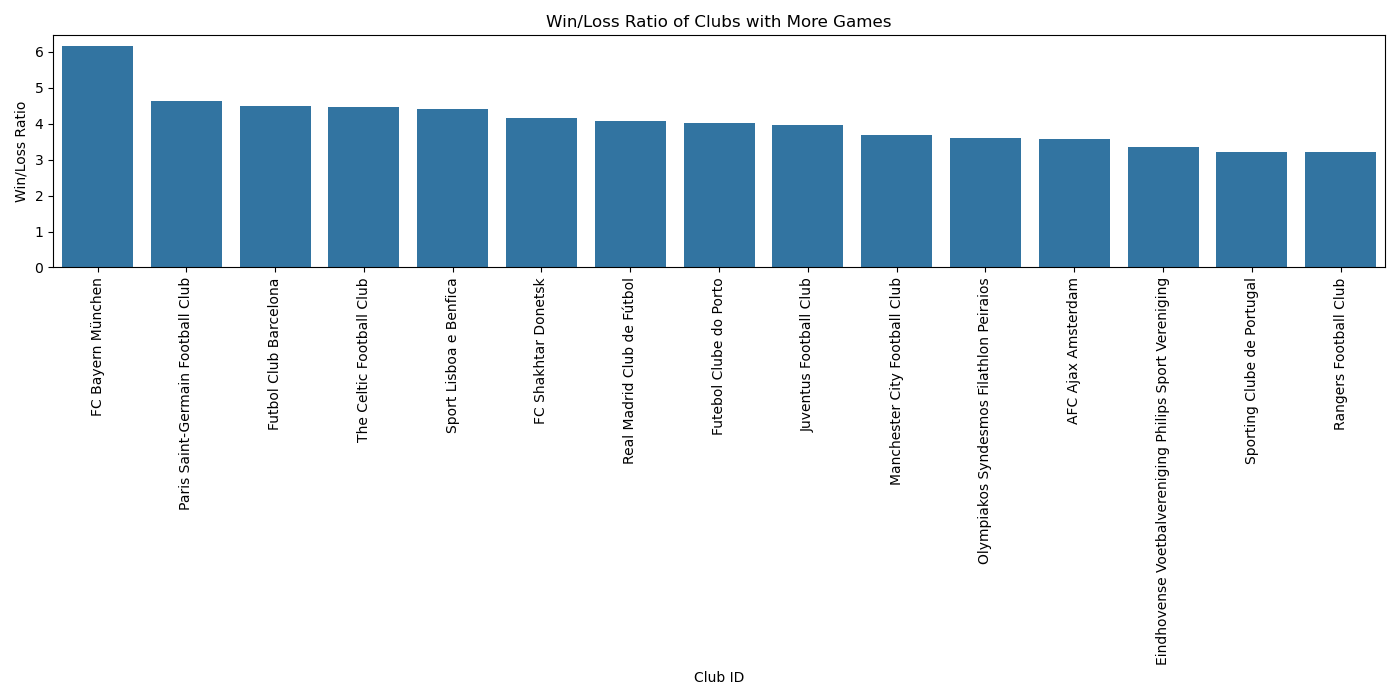 Win/Loss Ratio of Clubs with More Games
Win/Loss Ratio
6
5
4
3
2
1
0
FC Bayern München
Paris Saint-Germain Football Club
Futbol Club Barcelona
The Celtic Football Club
Sport Lisboa e Benfica
FC Shakhtar Donetsk
Real Madrid Club de Fútbol
Futebol Clube do Porto
Juventus Football Club
Manchester City Football Club
Olympiakos Syndesmos Filathlon Peiraios
AFC Ajax Amsterdam
Eindhovense Voetbalvereniging Philips Sport Vereniging
Sporting Clube de Portugal
Rangers Football Club
Club ID